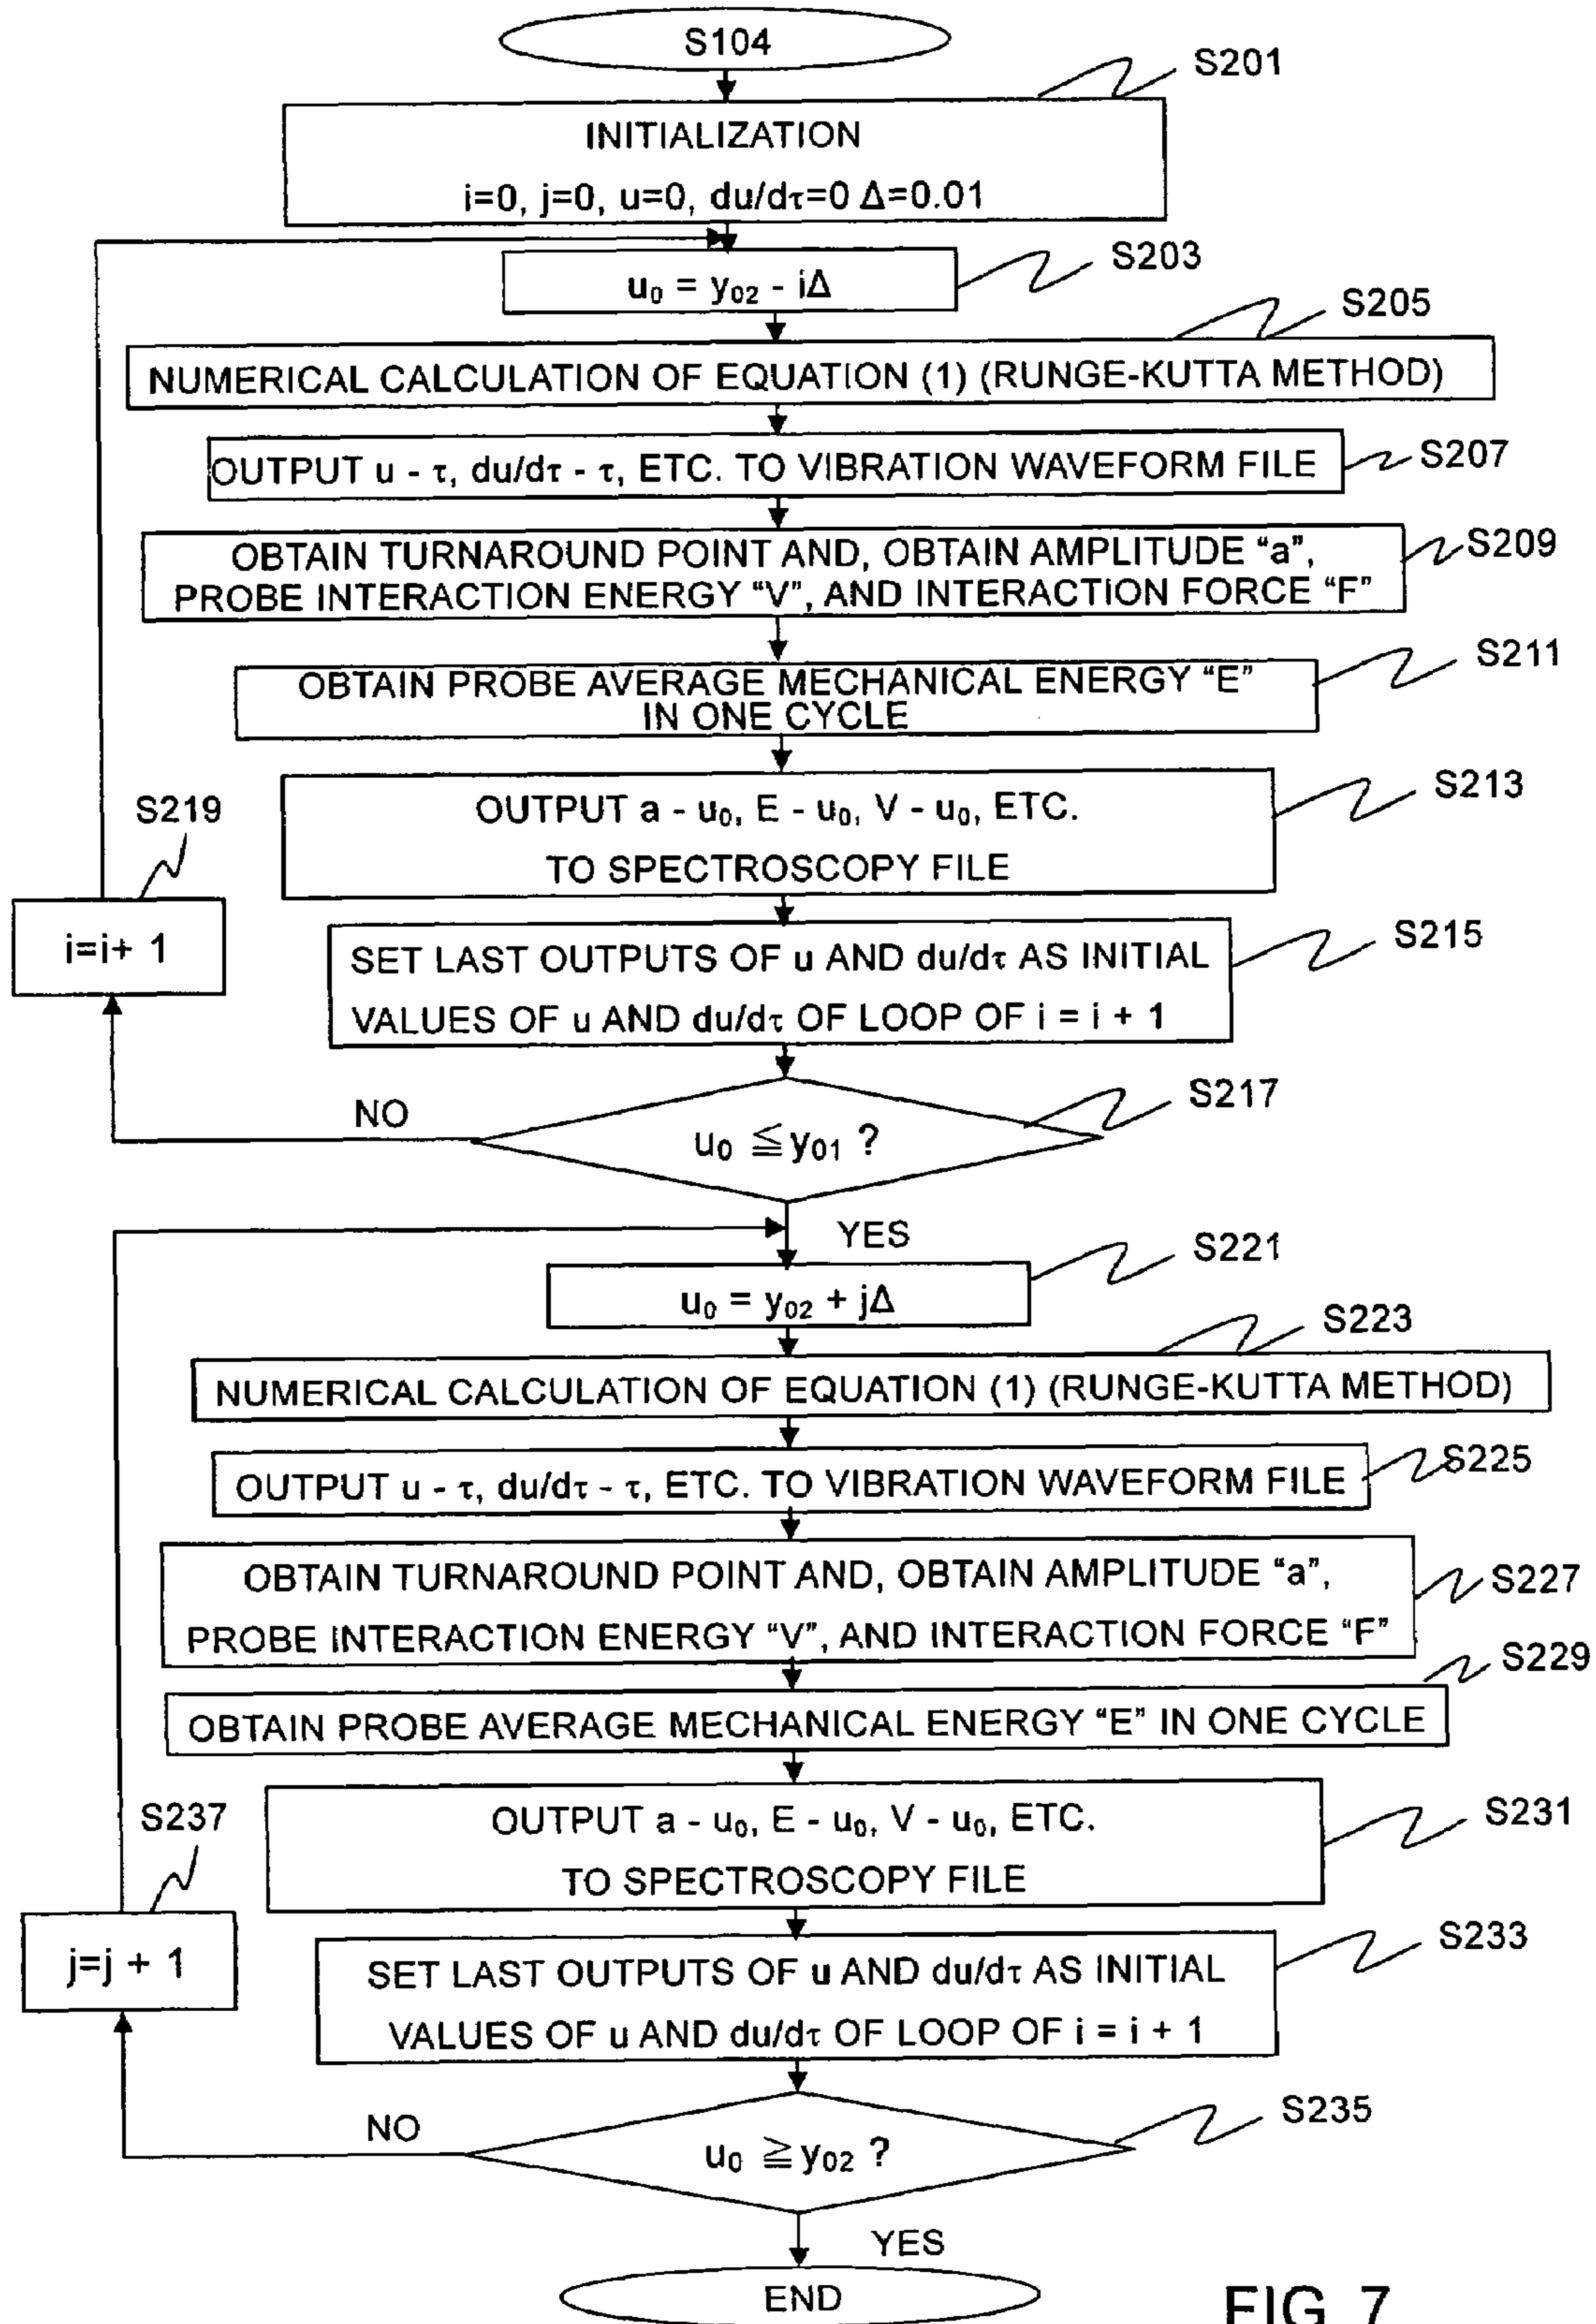 S104
S201
INITIALIZATION
i=0, j=0, u=0, du/dτ=0 Δ=0.01
S203
u₀ = y₀₂ - iΔ
S205
NUMERICAL CALCULATION OF EQUATION (1) (RUNGE-KUTTA METHOD)
OUTPUT u - τ, du/dτ - τ, ETC. TO VIBRATION WAVEFORM FILE
S207
OBTAIN TURNAROUND POINT AND, OBTAIN AMPLITUDE “a”,
PROBE INTERACTION ENERGY “V”, AND INTERACTION FORCE “F”
S209
S211
OBTAIN PROBE AVERAGE MECHANICAL ENERGY “E”
IN ONE CYCLE
S213
OUTPUT a - u₀, E - u₀, V - u₀, ETC.
TO SPECTROSCOPY FILE
S219
i=i+ 1
S215
SET LAST OUTPUTS OF u AND du/dτ AS INITIAL
VALUES OF u AND du/dτ OF LOOP OF i = i + 1
S217
NO
u₀ ≦ y₀₁ ?
YES
S221
u₀ = y₀₂ + jΔ
S223
NUMERICAL CALCULATION OF EQUATION (1) (RUNGE-KUTTA METHOD)
S225
OUTPUT u - τ, du/dτ - τ, ETC. TO VIBRATION WAVEFORM FILE
OBTAIN TURNAROUND POINT AND, OBTAIN AMPLITUDE “a”,
PROBE INTERACTION ENERGY “V”, AND INTERACTION FORCE “F”
S227
S229
OBTAIN PROBE AVERAGE MECHANICAL ENERGY “E” IN ONE CYCLE
S231
OUTPUT a - u₀, E - u₀, V - u₀, ETC.
TO SPECTROSCOPY FILE
S237
j=j + 1
S233
SET LAST OUTPUTS OF u AND du/dτ AS INITIAL
VALUES OF u AND du/dτ OF LOOP OF i = i + 1
S235
NO
u₀ ≧ y₀₂ ?
YES
END
FIG. 7